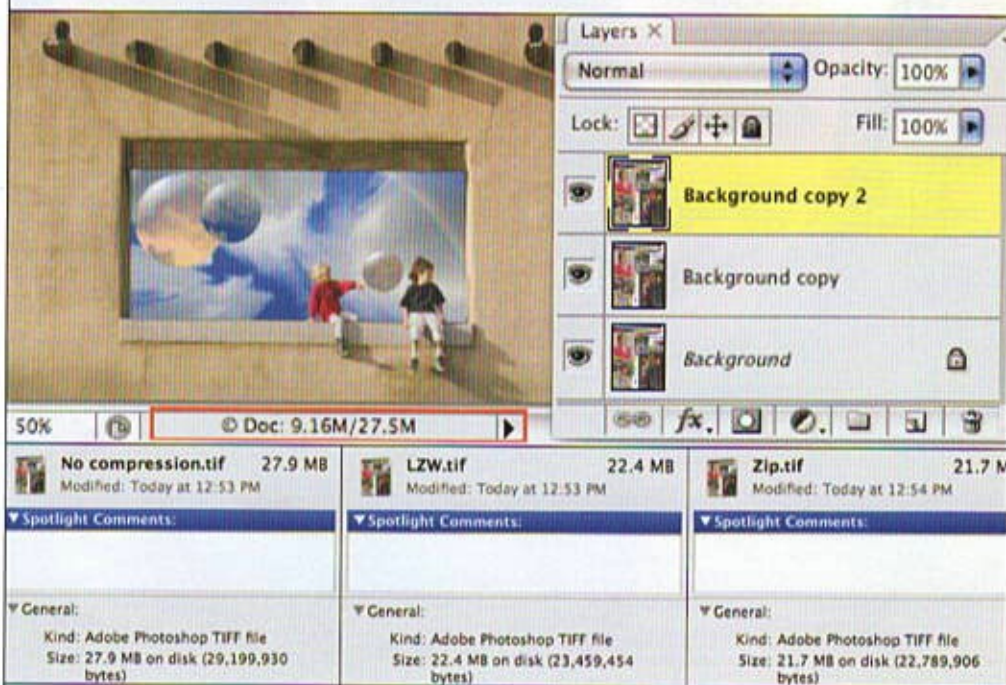 Layers ×
Normal Opacity: 100%
Lock: Fill: 100%
Background copy 2
Background copy
Background
fx.
50% © Doc: 9.16M/27.5M
No compression.tif 27.9 MB
Modified: Today at 12:53 PM
Spotlight Comments:
General:
Kind: Adobe Photoshop TIFF file
Size: 27.9 MB on disk (29,199,930
bytes)
LZW.tif 22.4 MB
Modified: Today at 12:53 PM
Spotlight Comments:
General:
Kind: Adobe Photoshop TIFF file
Size: 22.4 MB on disk (23,459,454
bytes)
Zip.tif 21.7 M
Modified: Today at 12:54 PM
Spotlight Comments:
General:
Kind: Adobe Photoshop TIFF file
Size: 21.7 MB on disk (22,789,906
bytes)